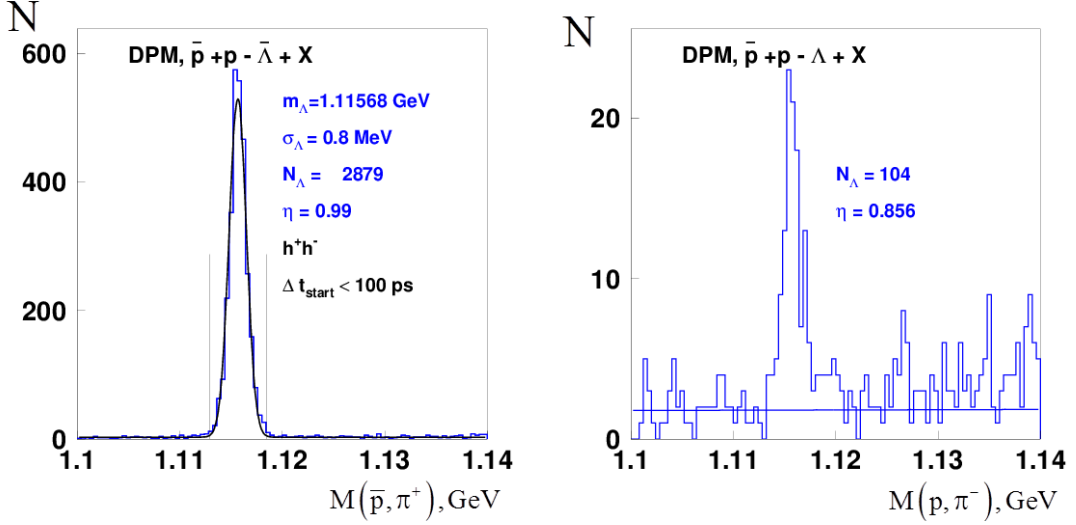 N
DPM, p̄ +p - Λ̄ + X
600
m_Λ=1.11568 GeV
σ_Λ = 0.8 MeV
N_Λ = 2879
η = 0.99
h⁺h⁻
Δ t_start < 100 ps
400
200
0
1.1 1.11 1.12 1.13 1.14
M(p̄, π⁺), GeV
N
DPM, p̄ +p - Λ + X
20
N_Λ = 104
η = 0.856
10
0
1.1 1.11 1.12 1.13 1.14
M(p, π⁻), GeV